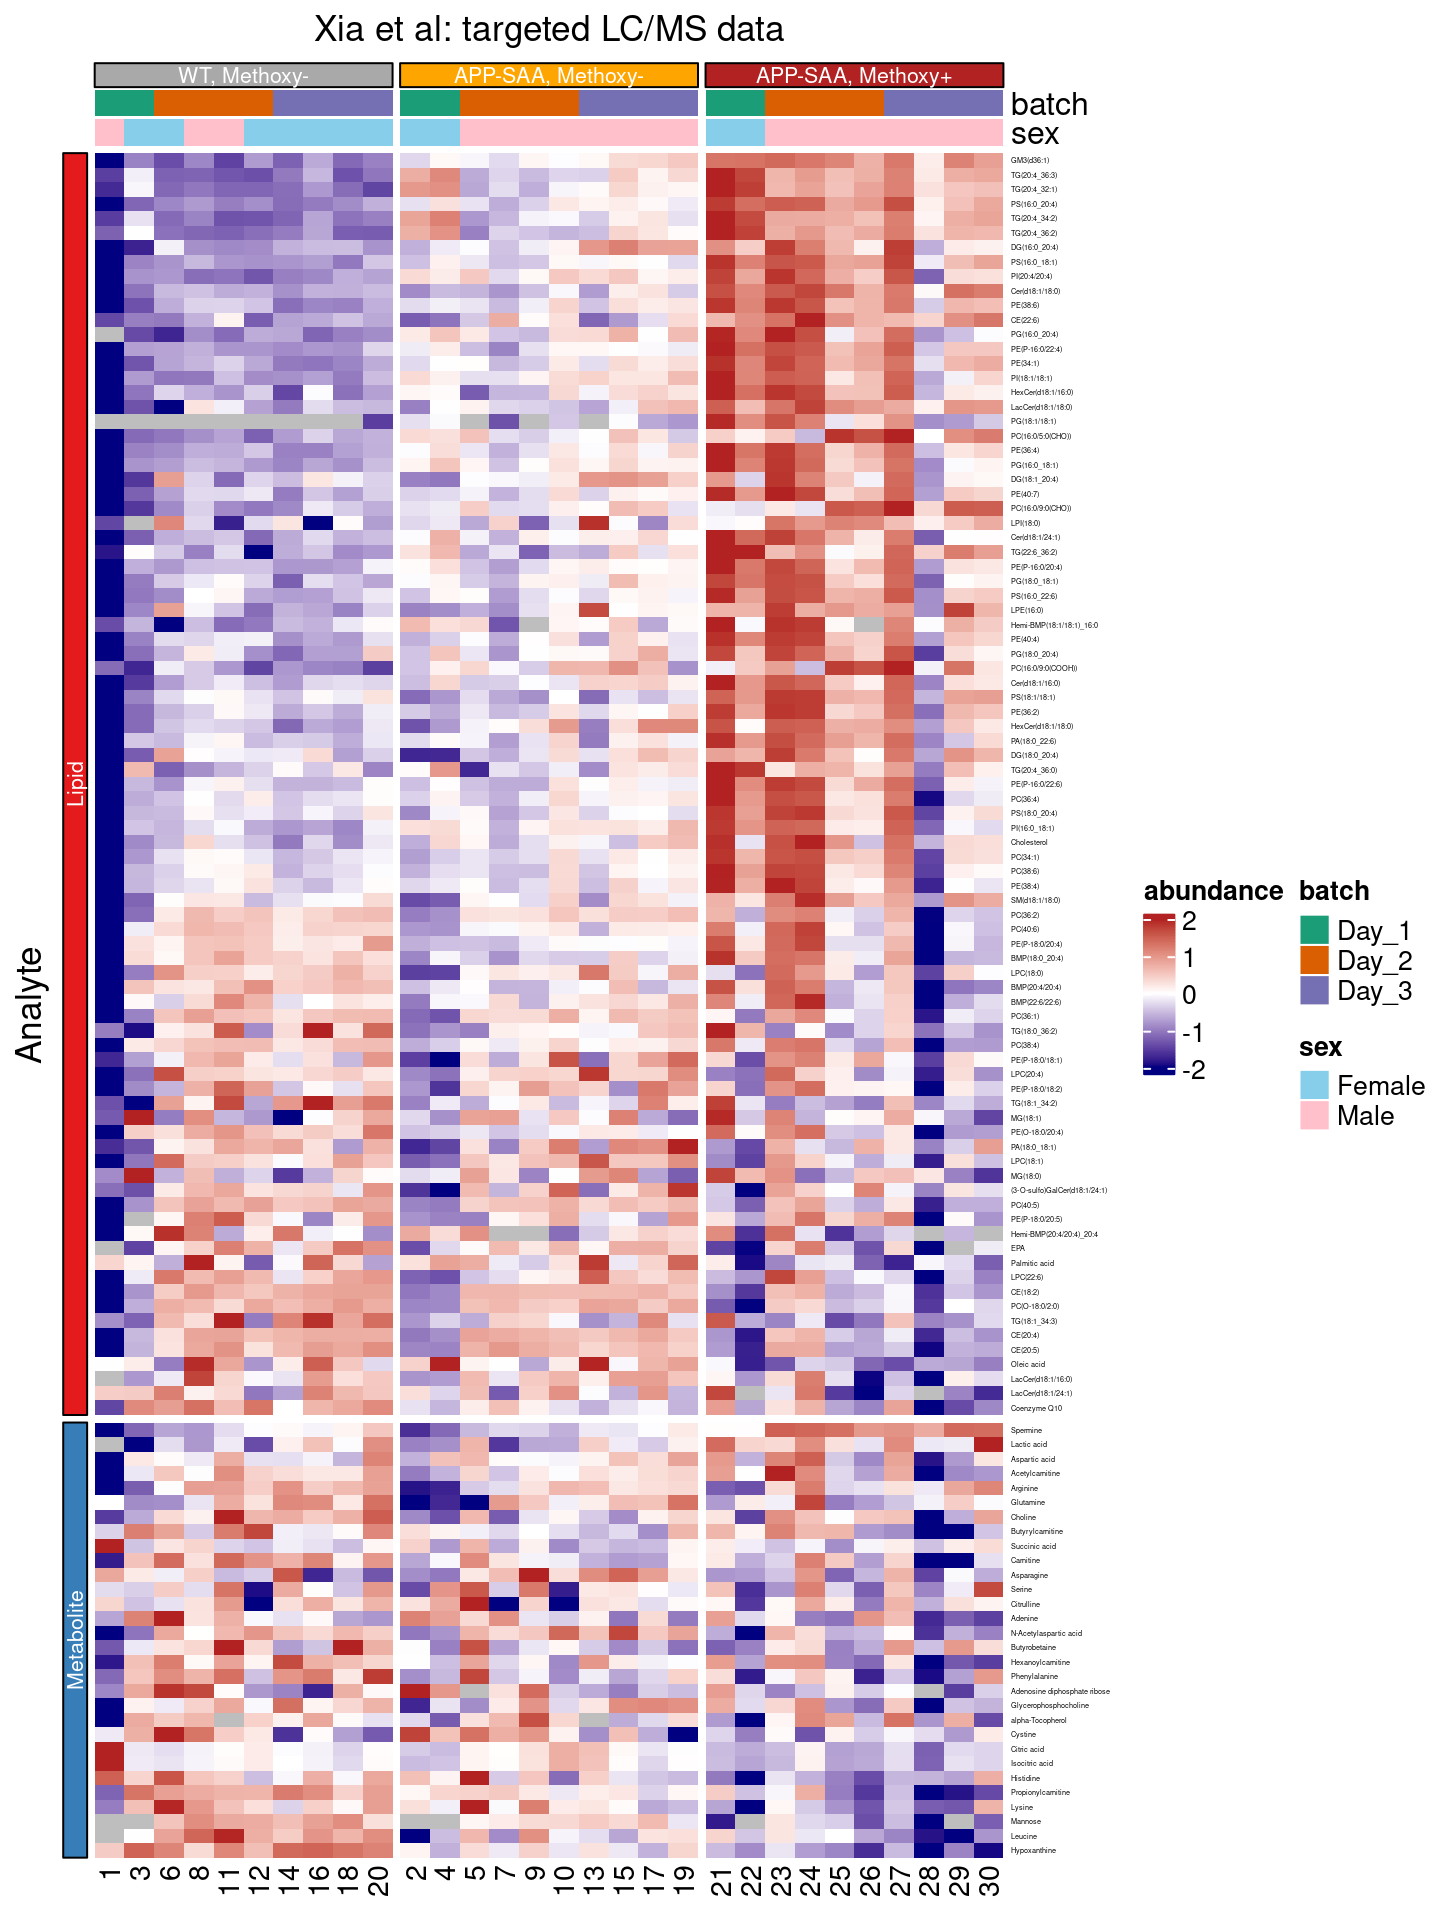 Xia et al: targeted LC/MS data
WT, Methoxy-
APP-SAA, Methoxy-
APP-SAA, Methoxy+
batch
sex
Analyte
Lipid
GM3(d36:1)
TG(20:4_36:3)
TG(20:4_32:1)
PS(16:0_20:4)
TG(20:4_34:2)
TG(20:4_36:2)
DG(16:0_20:4)
PS(16:0_18:1)
PI(20:4/20:4)
Cer(d18:1/18:0)
PE(38:6)
CE(22:6)
PG(16:0_20:4)
PE(P-16:0/22:4)
PE(34:1)
PI(18:1/18:1)
HexCer(d18:1/16:0)
LacCer(d18:1/18:0)
PG(18:1/18:1)
PC(16:0/5:0(CHO))
PE(36:4)
PG(16:0_18:1)
DG(18:1_20:4)
PE(40:7)
PC(16:0/9:0(CHO))
LPI(18:0)
Cer(d18:1/24:1)
TG(22:6_36:2)
PE(P-16:0/20:4)
PG(18:0_18:1)
PS(16:0_22:6)
LPE(16:0)
Hemi-BMP(18:1/18:1)_16:0
PE(40:4)
PG(18:0_20:4)
PC(16:0/9:0(COOH))
Cer(d18:1/16:0)
PS(18:1/18:1)
PE(36:2)
HexCer(d18:1/18:0)
PA(18:0_22:6)
DG(18:0_20:4)
TG(20:4_36:0)
PE(P-16:0/22:6)
PC(36:4)
PS(18:0_20:4)
PI(16:0_18:1)
Cholesterol
PC(34:1)
PC(38:6)
PE(38:4)
SM(d18:1/18:0)
PC(36:2)
PC(40:6)
PE(P-18:0/20:4)
BMP(18:0_20:4)
LPC(18:0)
BMP(20:4/20:4)
BMP(22:6/22:6)
PC(36:1)
TG(18:0_36:2)
PC(38:4)
PE(P-18:0/18:1)
LPC(20:4)
PE(P-18:0/18:2)
TG(18:1_34:2)
MG(18:1)
PE(O-18:0/20:4)
PA(18:0_18:1)
LPC(18:1)
MG(18:0)
(3-O-sulfo)GalCer(d18:1/24:1)
PC(40:5)
PE(P-18:0/20:5)
Hemi-BMP(20:4/20:4)_20:4
EPA
Palmitic acid
LPC(22:6)
CE(18:2)
PC(O-18:0/2:0)
TG(18:1_34:3)
CE(20:4)
CE(20:5)
Oleic acid
LacCer(d18:1/16:0)
LacCer(d18:1/24:1)
Coenzyme Q10
Metabolite
Spermine
Lactic acid
Aspartic acid
Acetylcarnitine
Arginine
Glutamine
Choline
Butyrylcarnitine
Succinic acid
Carnitine
Asparagine
Serine
Citrulline
Adenine
N-Acetylaspartic acid
Butyrobetaine
Hexanoylcarnitine
Phenylalanine
Adenosine diphosphate ribose
Glycerophosphocholine
alpha-Tocopherol
Cystine
Citric acid
Isocitric acid
Histidine
Propionylcarnitine
Lysine
Mannose
Leucine
Hypoxanthine
1 3 6 8 11 12 14 16 18 20 2 4 5 7 9 10 13 15 17 19 21 22 23 24 25 26 27 28 29 30
abundance
2
1
0
-1
-2
batch
Day_1
Day_2
Day_3
sex
Female
Male